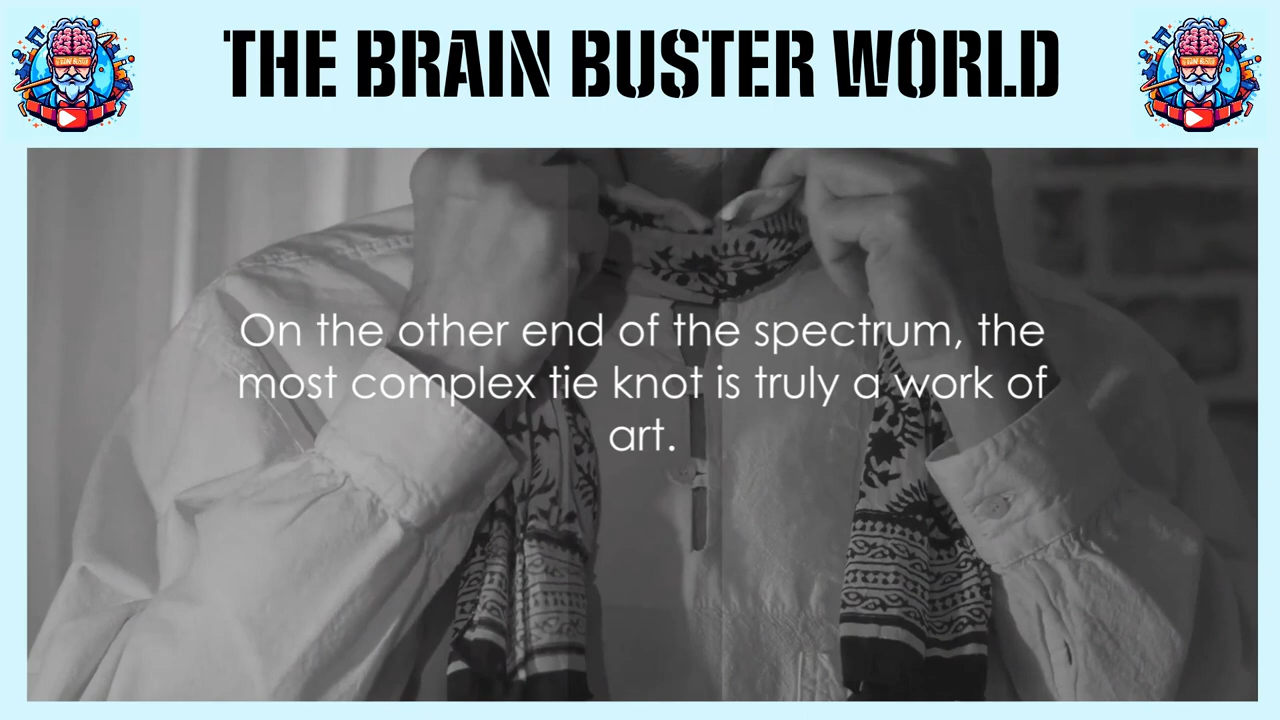 THE BRAIN BUSTER WORLD
On the other end of the spectrum, the
most complex tie knot is truly a work of
art.